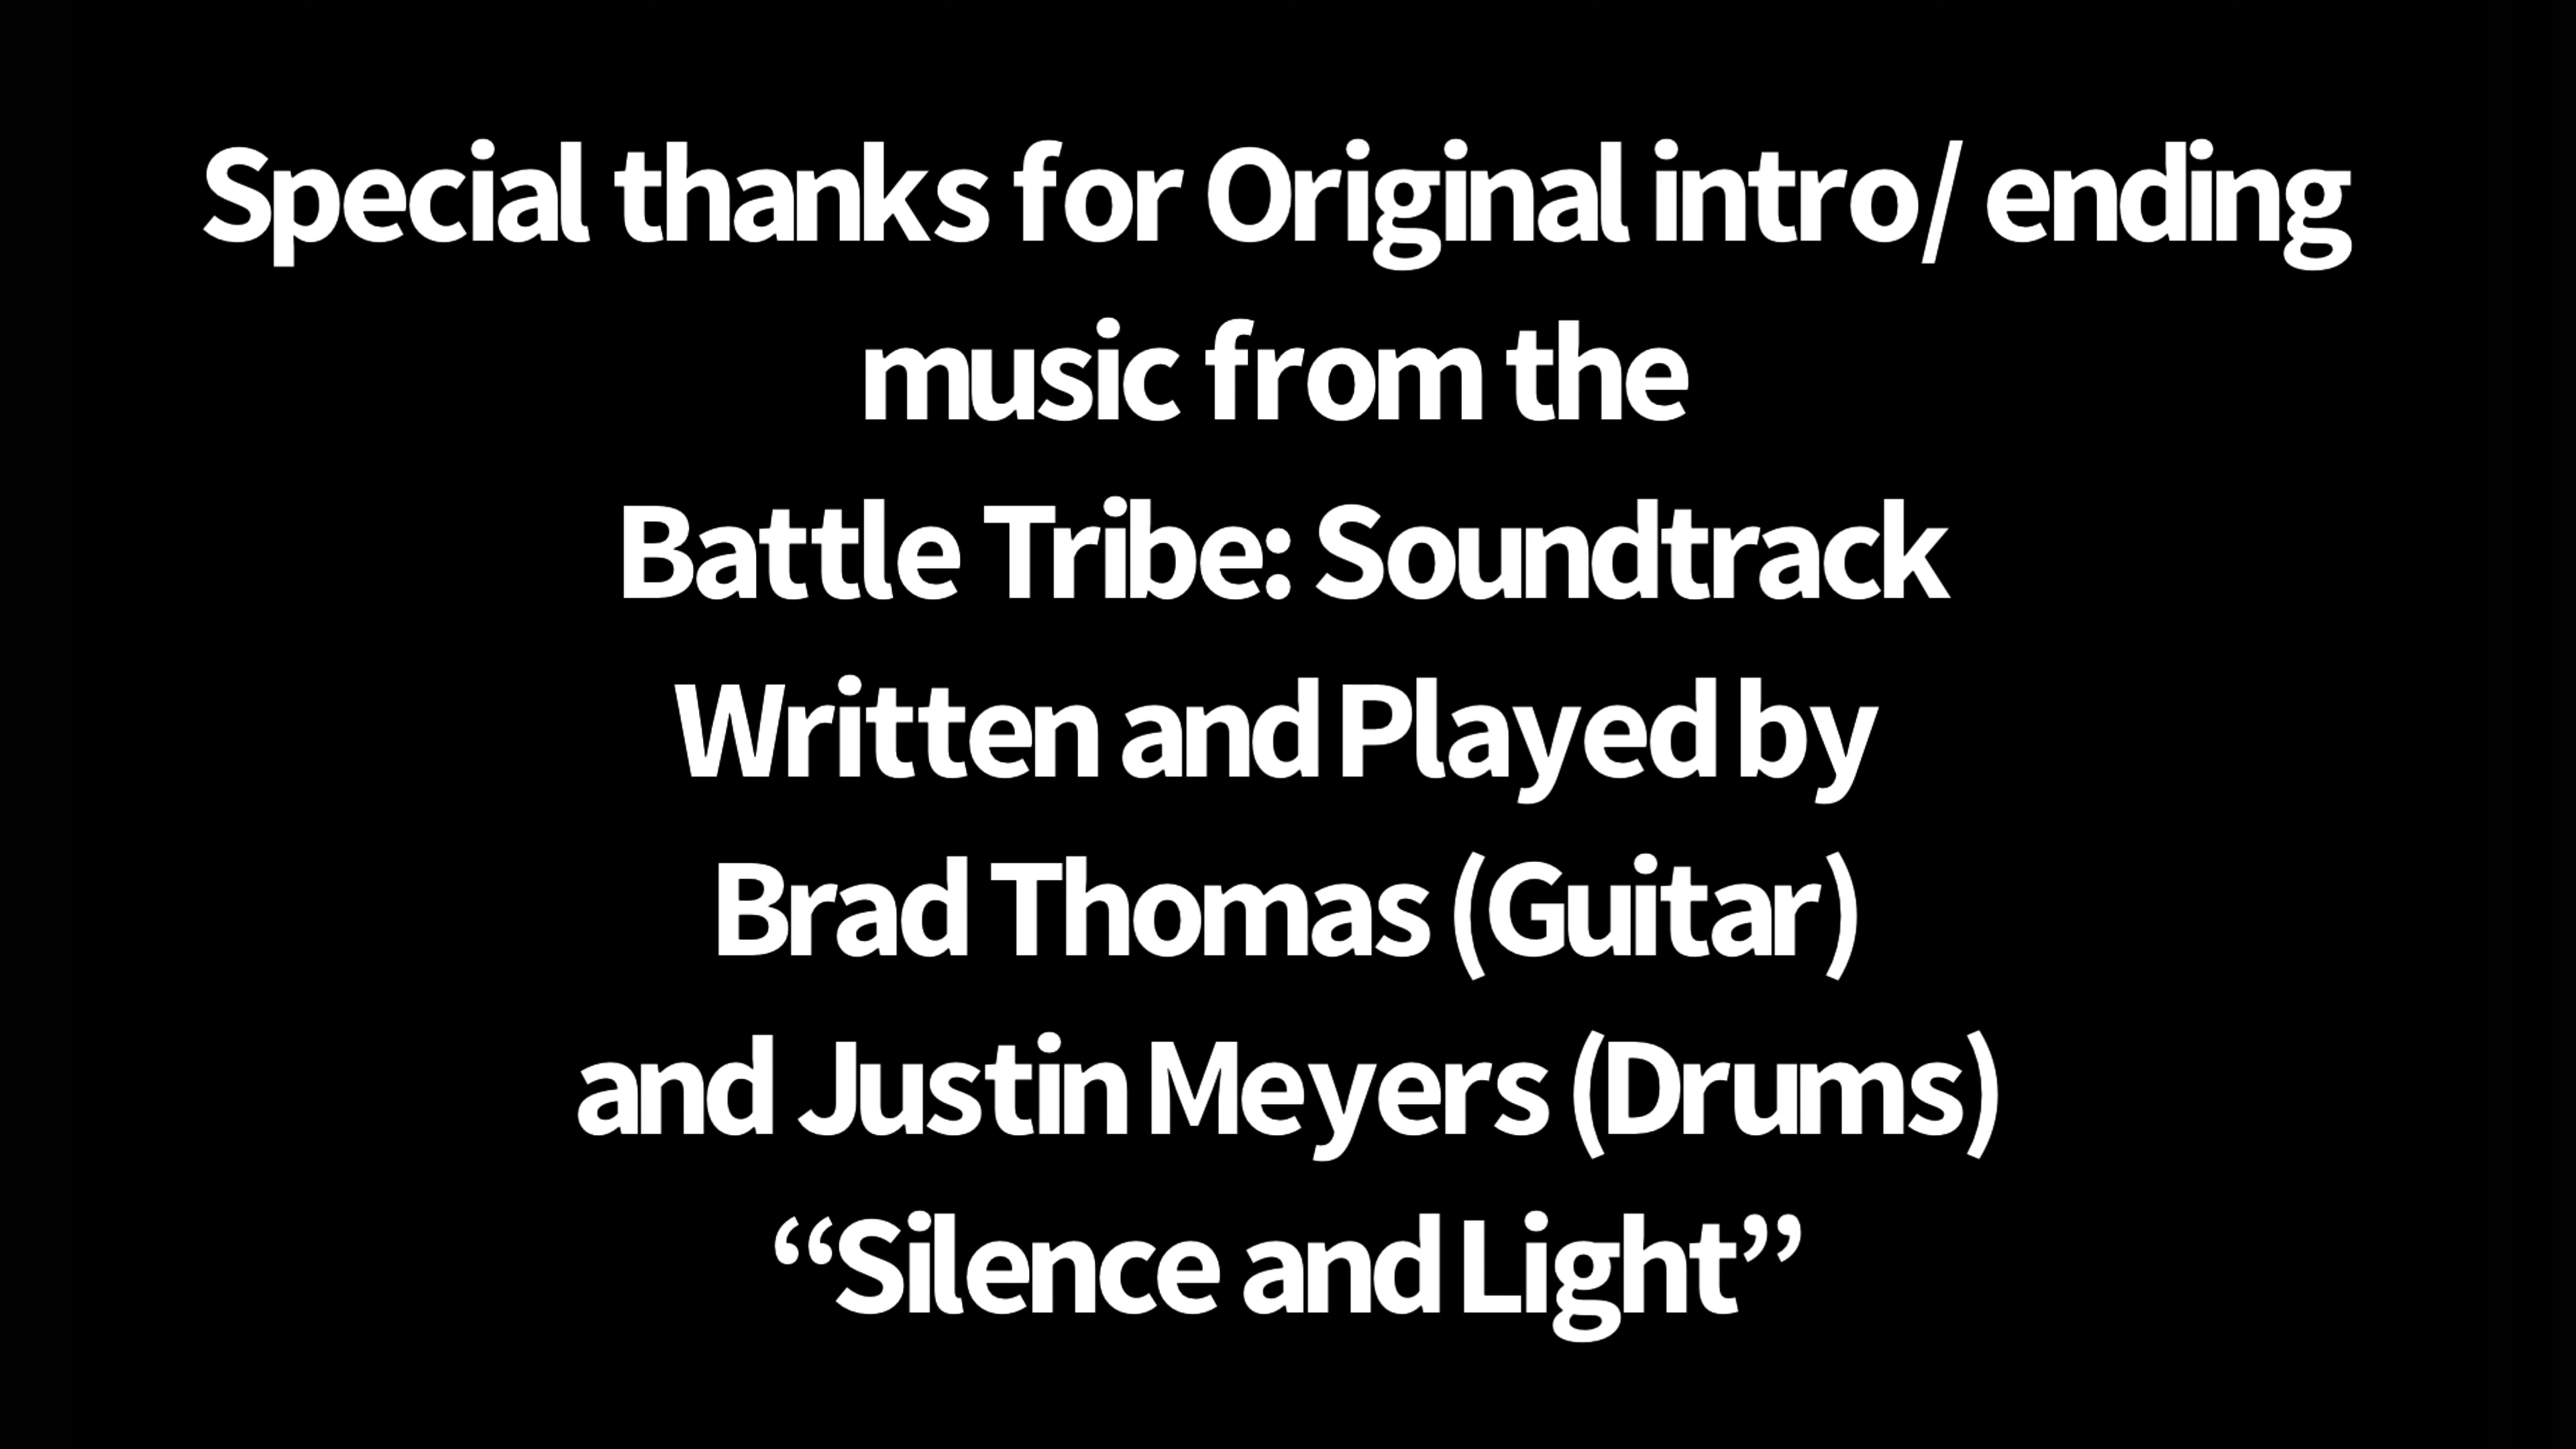 Special thanks for Original intro/ ending
music from the
Battle Tribe: Soundtrack
Written and Played by
Brad Thomas (Guitar)
and Justin Meyers (Drums)
“Silence and Light”